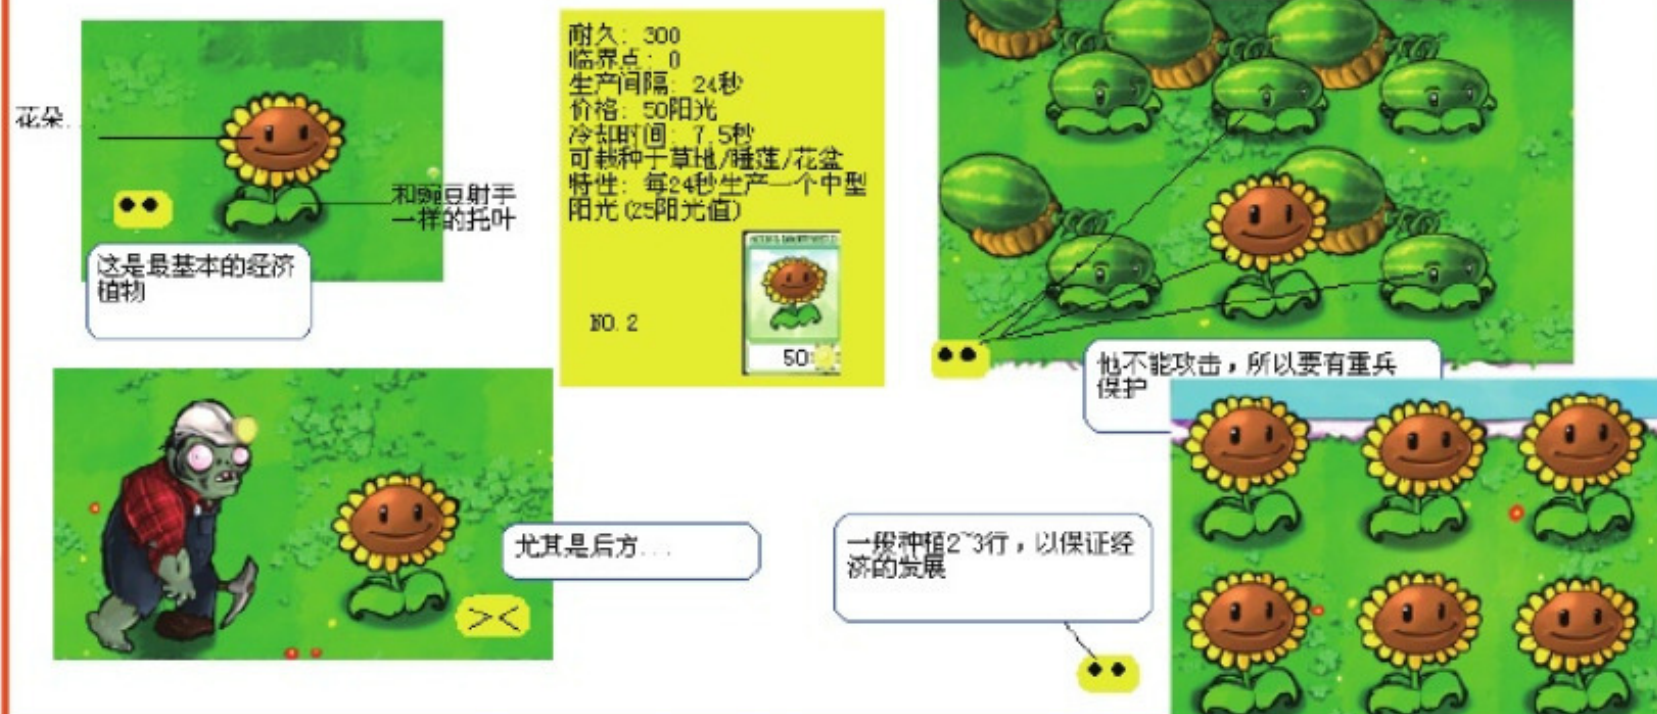 花朵...
和豌豆射手
一样的托叶
这是最基本的经济
植物
耐久：300
临界点：0
生产间隔：24秒
价格：50阳光
冷却时间：7.5秒
可栽种于草地/睡莲/花盆
特性：每24秒生产一个中型
阳光(25阳光值)
NO.2
50
他不能攻击，所以要有重兵
保护
尤其是后方...
一般种植2~3行，以保证经
济的发展